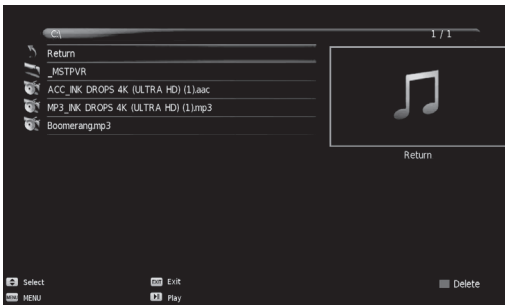 C:\ 1 / 1
Return
_MSTPVR
ACC_INK DROPS 4K (ULTRA HD) (1).aac
MP3_INK DROPS 4K (ULTRA HD) (1).mp3
Boomerang.mp3
Return
Select EXIT Exit
MENU MENU Play
Delete